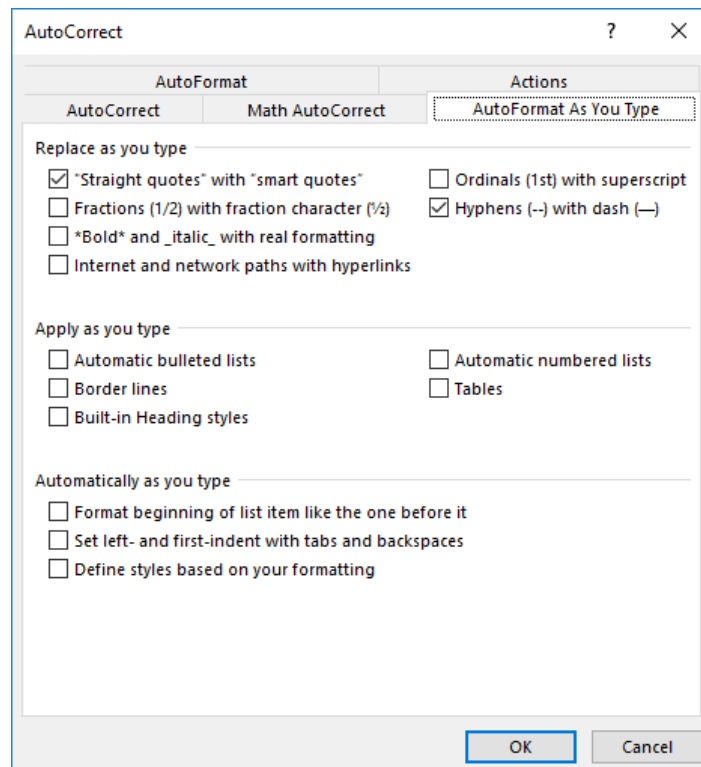 AutoCorrect ? ×
AutoFormat Actions
AutoCorrect Math AutoCorrect AutoFormat As You Type
Replace as you type
"Straight quotes" with “smart quotes” Ordinals (1st) with superscript
Fractions (1/2) with fraction character (½) Hyphens (--) with dash (—)
*Bold* and _italic_ with real formatting
Internet and network paths with hyperlinks
Apply as you type
Automatic bulleted lists Automatic numbered lists
Border lines Tables
Built-in Heading styles
Automatically as you type
Format beginning of list item like the one before it
Set left- and first-indent with tabs and backspaces
Define styles based on your formatting
OK Cancel